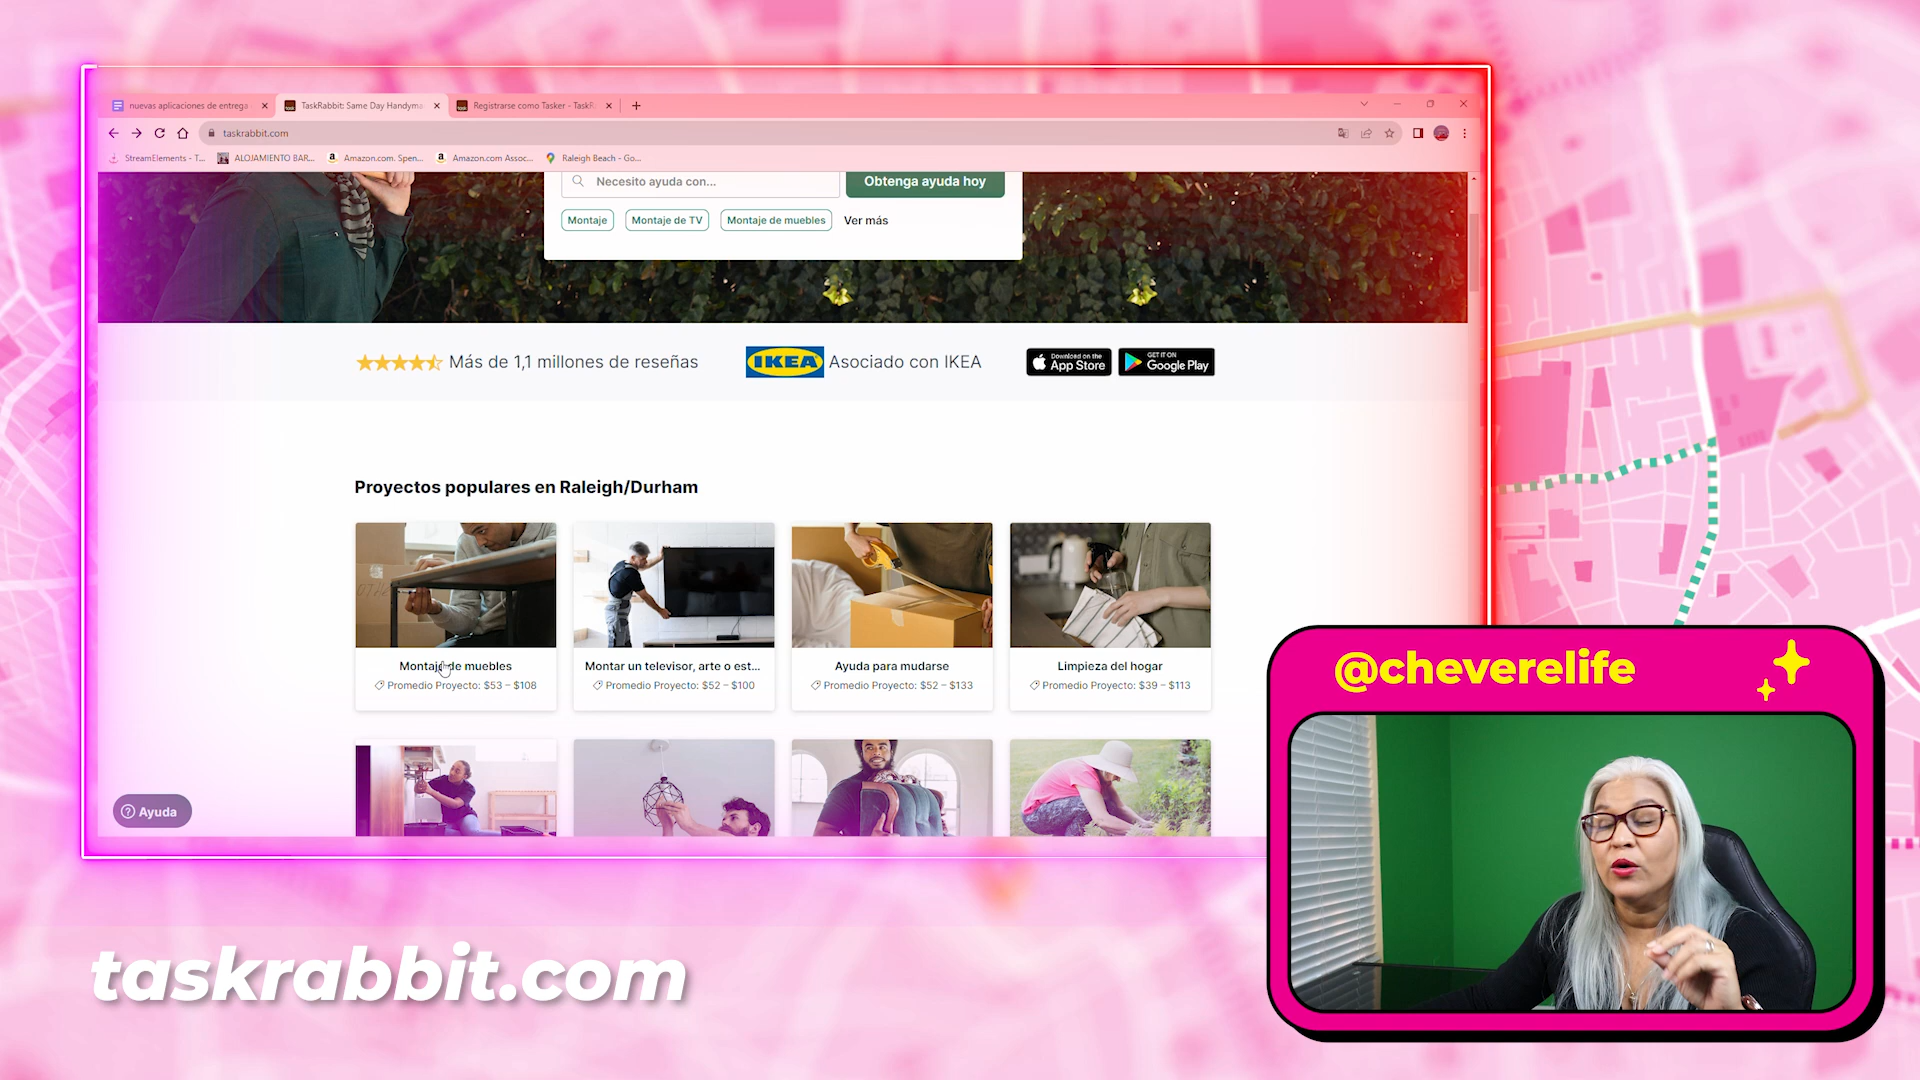 nuevas aplicaciones de entrega
TaskRabbit: Same Day Handyma
Registrarse como Tasker - TaskR
taskrabbit.com
StreamElements - T...
ALOJAMIENTO BAR...
Amazon.com. Spen...
Amazon.com Assoc...
Raleigh Beach - Go...
Necesito ayuda con...
Obtenga ayuda hoy
Montaje
Montaje de TV
Montaje de muebles
Ver más
Más de 1,1 millones de reseñas
IKEA
Asociado con IKEA
Download on the
App Store
GET IT ON
Google Play
Proyectos populares en Raleigh/Durham
Montaje de muebles
Promedio Proyecto: $53 – $108
Montar un televisor, arte o est...
Promedio Proyecto: $52 – $100
Ayuda para mudarse
Promedio Proyecto: $52 – $133
Limpieza del hogar
Promedio Proyecto: $39 – $113
Ayuda
@cheverelife
taskrabbit.com